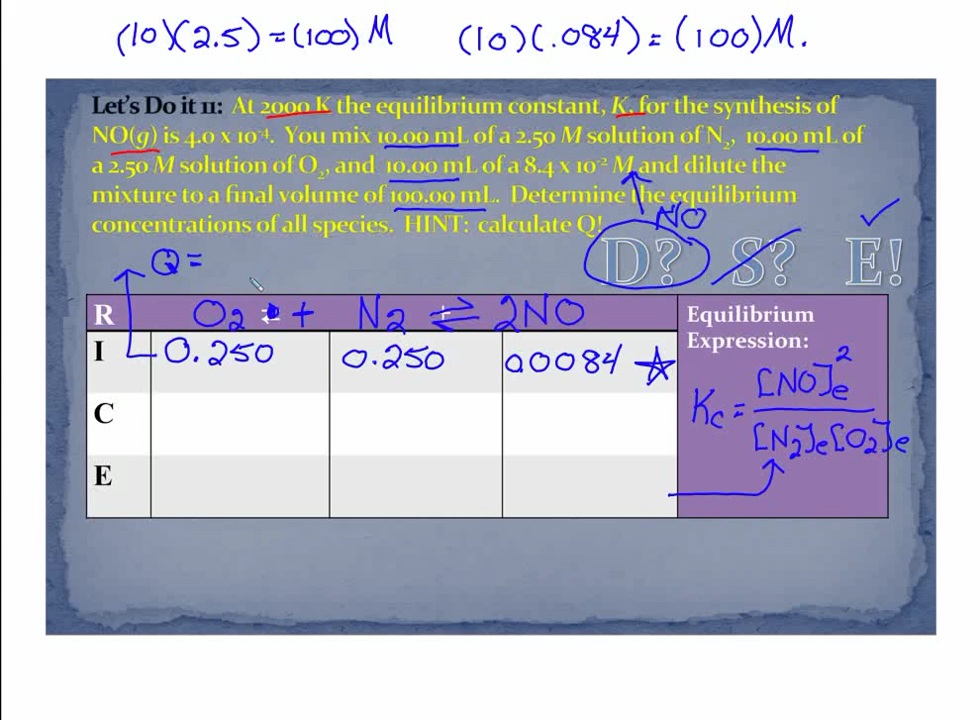 (10)(2.5) = (100) M (10)(.084) = (100) M.
Let's Do it 11: At 2000 K the equilibrium constant, K, for the synthesis of
NO(g) is 4.0 x 10⁻⁴. You mix 10.00 mL of a 2.50 M solution of N₂, 10.00 mL of
a 2.50 M solution of O₂, and 10.00 mL of a 8.4 x 10⁻² M and dilute the
mixture to a final volume of 100.00 mL. Determine the equilibrium
concentrations of all species. HINT: calculate Q!
NO
Q = D? S? E!
R O₂ + N₂ ⇌ 2NO Equilibrium
Expression:
I 0.250 0.250 0.0084
Kc = [NO]e² / [N₂]e[O₂]e
C
E